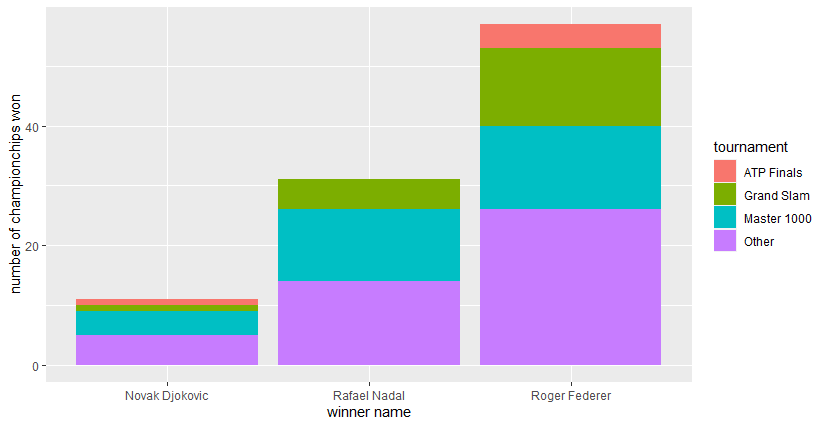 number of championchips won
40
20
0
Novak Djokovic
Rafael Nadal
Roger Federer
winner name
tournament
ATP Finals
Grand Slam
Master 1000
Other